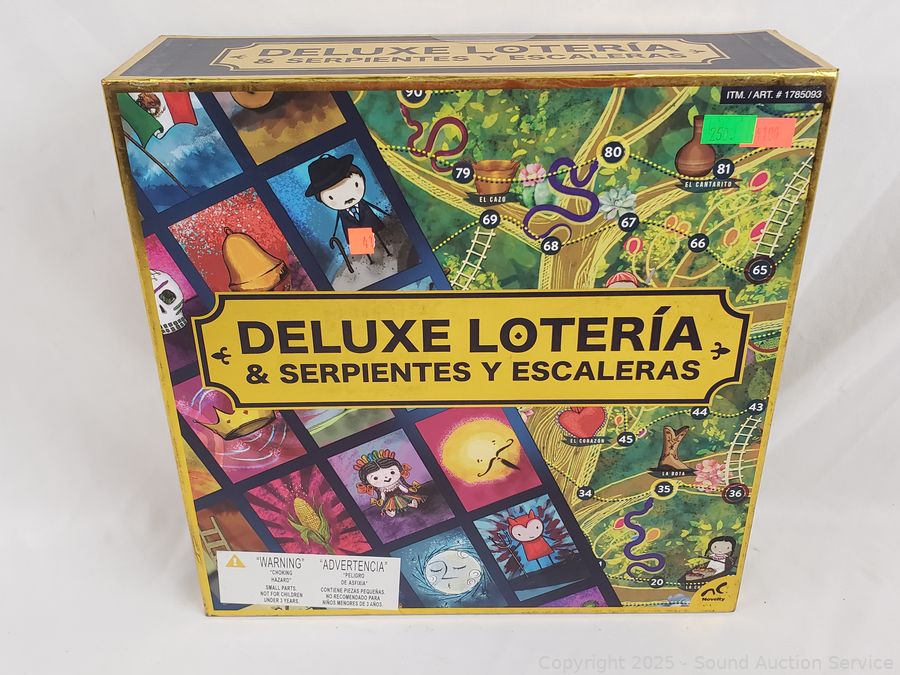 DELUXE LOTERÍA
& SERPIENTES Y ESCALERAS
ITM. / ART. # 1785093
90
80
79
81
EL CAZO
EL CANTARITO
69
67
68
66
65
DELUXE LOTERÍA
& SERPIENTES Y ESCALERAS
44
43
EL CORAZÓN
45
LA BOTA
34
35
36
20
"WARNING"
"CHOKING
HAZARD"
SMALL PARTS.
NOT FOR CHILDREN
UNDER 3 YEARS.
"ADVERTENCIA"
"PELIGRO
DE ASFIXIA"
CONTIENE PIEZAS PEQUEÑAS.
NO RECOMENDADO PARA
NIÑOS MENORES DE 3 AÑOS.
Novelty
Copyright 2025 - Sound Auction Service